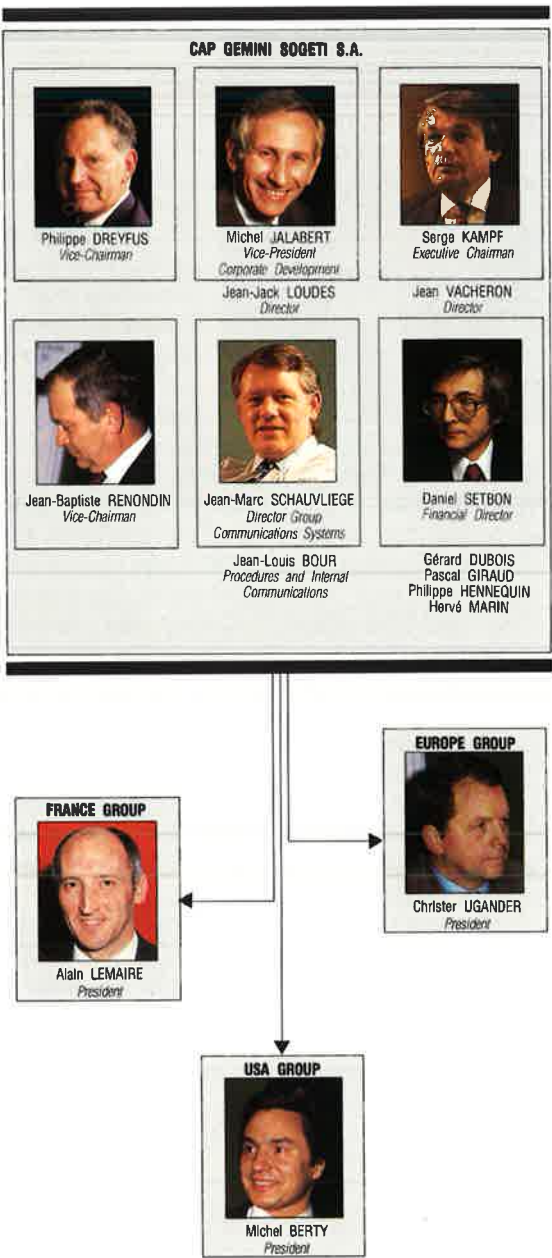 CAP GEMINI SOGETI S.A.
Philippe DREYFUS
Vice-Chairman
Michel JALABERT
Vice-President
Corporate Development
Serge KAMPF
Executive Chairman
Jean-Jack LOUDES
Director
Jean VACHERON
Director
Jean-Baptiste RENONDIN
Vice-Chairman
Jean-Marc SCHAUVLIEGE
Director Group
Communications Systems
Daniel SETBON
Financial Director
Jean-Louis BOUR
Procedures and Internal
Communications
Gérard DUBOIS
Pascal GIRAUD
Philippe HENNEQUIN
Hervé MARIN
EUROPE GROUP
Christer UGANDER
President
FRANCE GROUP
Alain LEMAIRE
President
USA GROUP
Michel BERTY
President